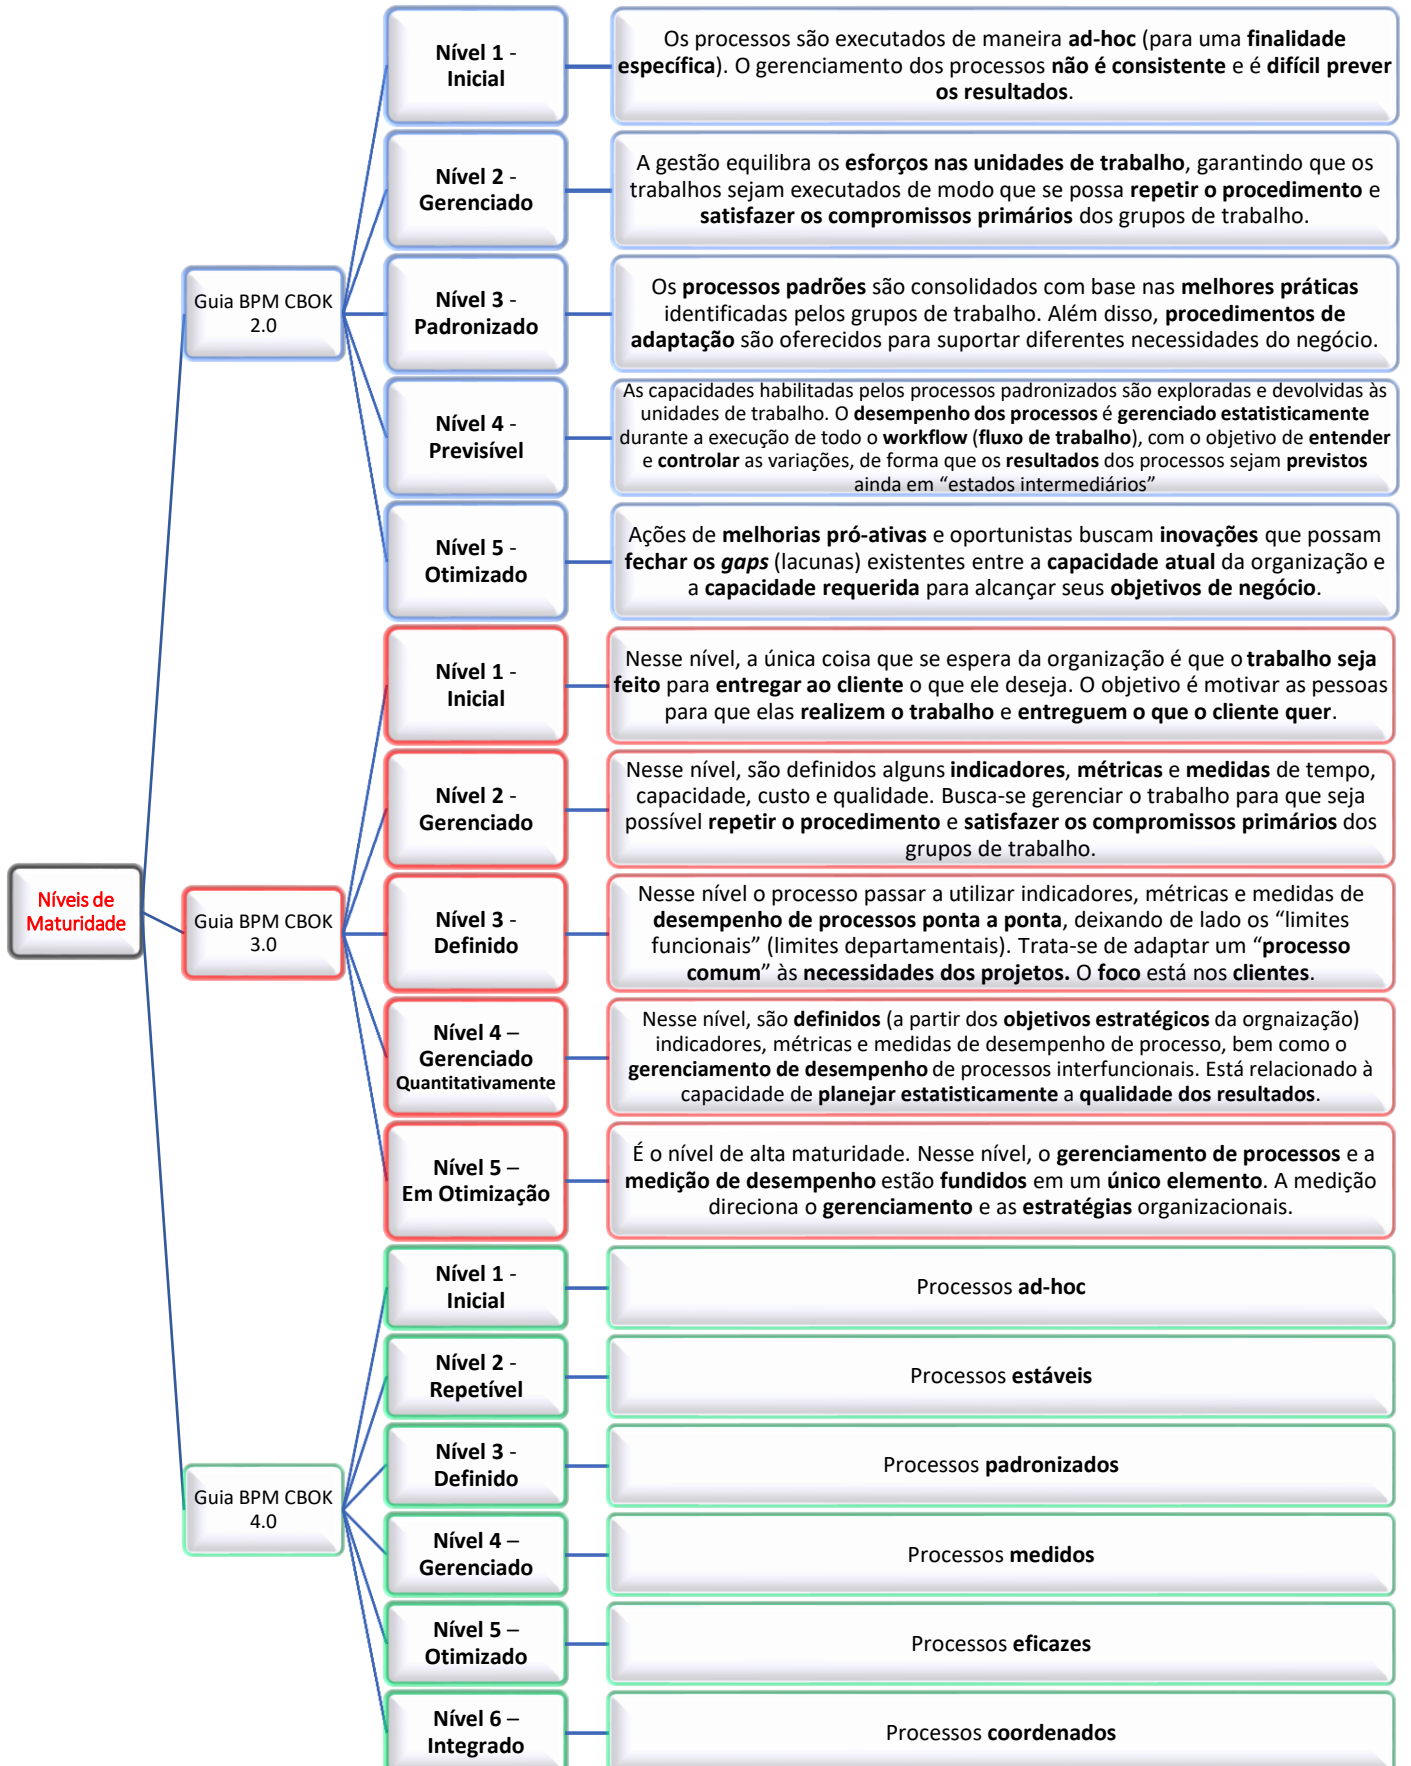 Níveis de
Maturidade
Guia BPM CBOK
2.0
Nível 1 -
Inicial
Os processos são executados de maneira ad-hoc (para uma finalidade
específica). O gerenciamento dos processos não é consistente e é difícil prever
os resultados.
Nível 2 -
Gerenciado
A gestão equilibra os esforços nas unidades de trabalho, garantindo que os
trabalhos sejam executados de modo que se possa repetir o procedimento e
satisfazer os compromissos primários dos grupos de trabalho.
Nível 3 -
Padronizado
Os processos padrões são consolidados com base nas melhores práticas
identificadas pelos grupos de trabalho. Além disso, procedimentos de
adaptação são oferecidos para suportar diferentes necessidades do negócio.
Nível 4 -
Previsível
As capacidades habilitadas pelos processos padronizados são exploradas e devolvidas às
unidades de trabalho. O desempenho dos processos é gerenciado estatisticamente
durante a execução de todo o workflow (fluxo de trabalho), com o objetivo de entender
e controlar as variações, de forma que os resultados dos processos sejam previstos
ainda em “estados intermediários”
Nível 5 -
Otimizado
Ações de melhorias pró-ativas e oportunistas buscam inovações que possam
fechar os gaps (lacunas) existentes entre a capacidade atual da organização e
a capacidade requerida para alcançar seus objetivos de negócio.
Guia BPM CBOK
3.0
Nível 1 -
Inicial
Nesse nível, a única coisa que se espera da organização é que o trabalho seja
feito para entregar ao cliente o que ele deseja. O objetivo é motivar as pessoas
para que elas realizem o trabalho e entreguem o que o cliente quer.
Nível 2 -
Gerenciado
Nesse nível, são definidos alguns indicadores, métricas e medidas de tempo,
capacidade, custo e qualidade. Busca-se gerenciar o trabalho para que seja
possível repetir o procedimento e satisfazer os compromissos primários dos
grupos de trabalho.
Nível 3 -
Definido
Nesse nível o processo passar a utilizar indicadores, métricas e medidas de
desempenho de processos ponta a ponta, deixando de lado os “limites
funcionais” (limites departamentais). Trata-se de adaptar um “processo
comum” às necessidades dos projetos. O foco está nos clientes.
Nível 4 –
Gerenciado
Quantitativamente
Nesse nível, são definidos (a partir dos objetivos estratégicos da orgnaização)
indicadores, métricas e medidas de desempenho de processo, bem como o
gerenciamento de desempenho de processos interfuncionais. Está relacionado à
capacidade de planejar estatisticamente a qualidade dos resultados.
Nível 5 –
Em Otimização
É o nível de alta maturidade. Nesse nível, o gerenciamento de processos e a
medição de desempenho estão fundidos em um único elemento. A medição
direciona o gerenciamento e as estratégias organizacionais.
Guia BPM CBOK
4.0
Nível 1 -
Inicial
Processos ad-hoc
Nível 2 -
Repetível
Processos estáveis
Nível 3 -
Definido
Processos padronizados
Nível 4 –
Gerenciado
Processos medidos
Nível 5 –
Otimizado
Processos eficazes
Nível 6 –
Integrado
Processos coordenados